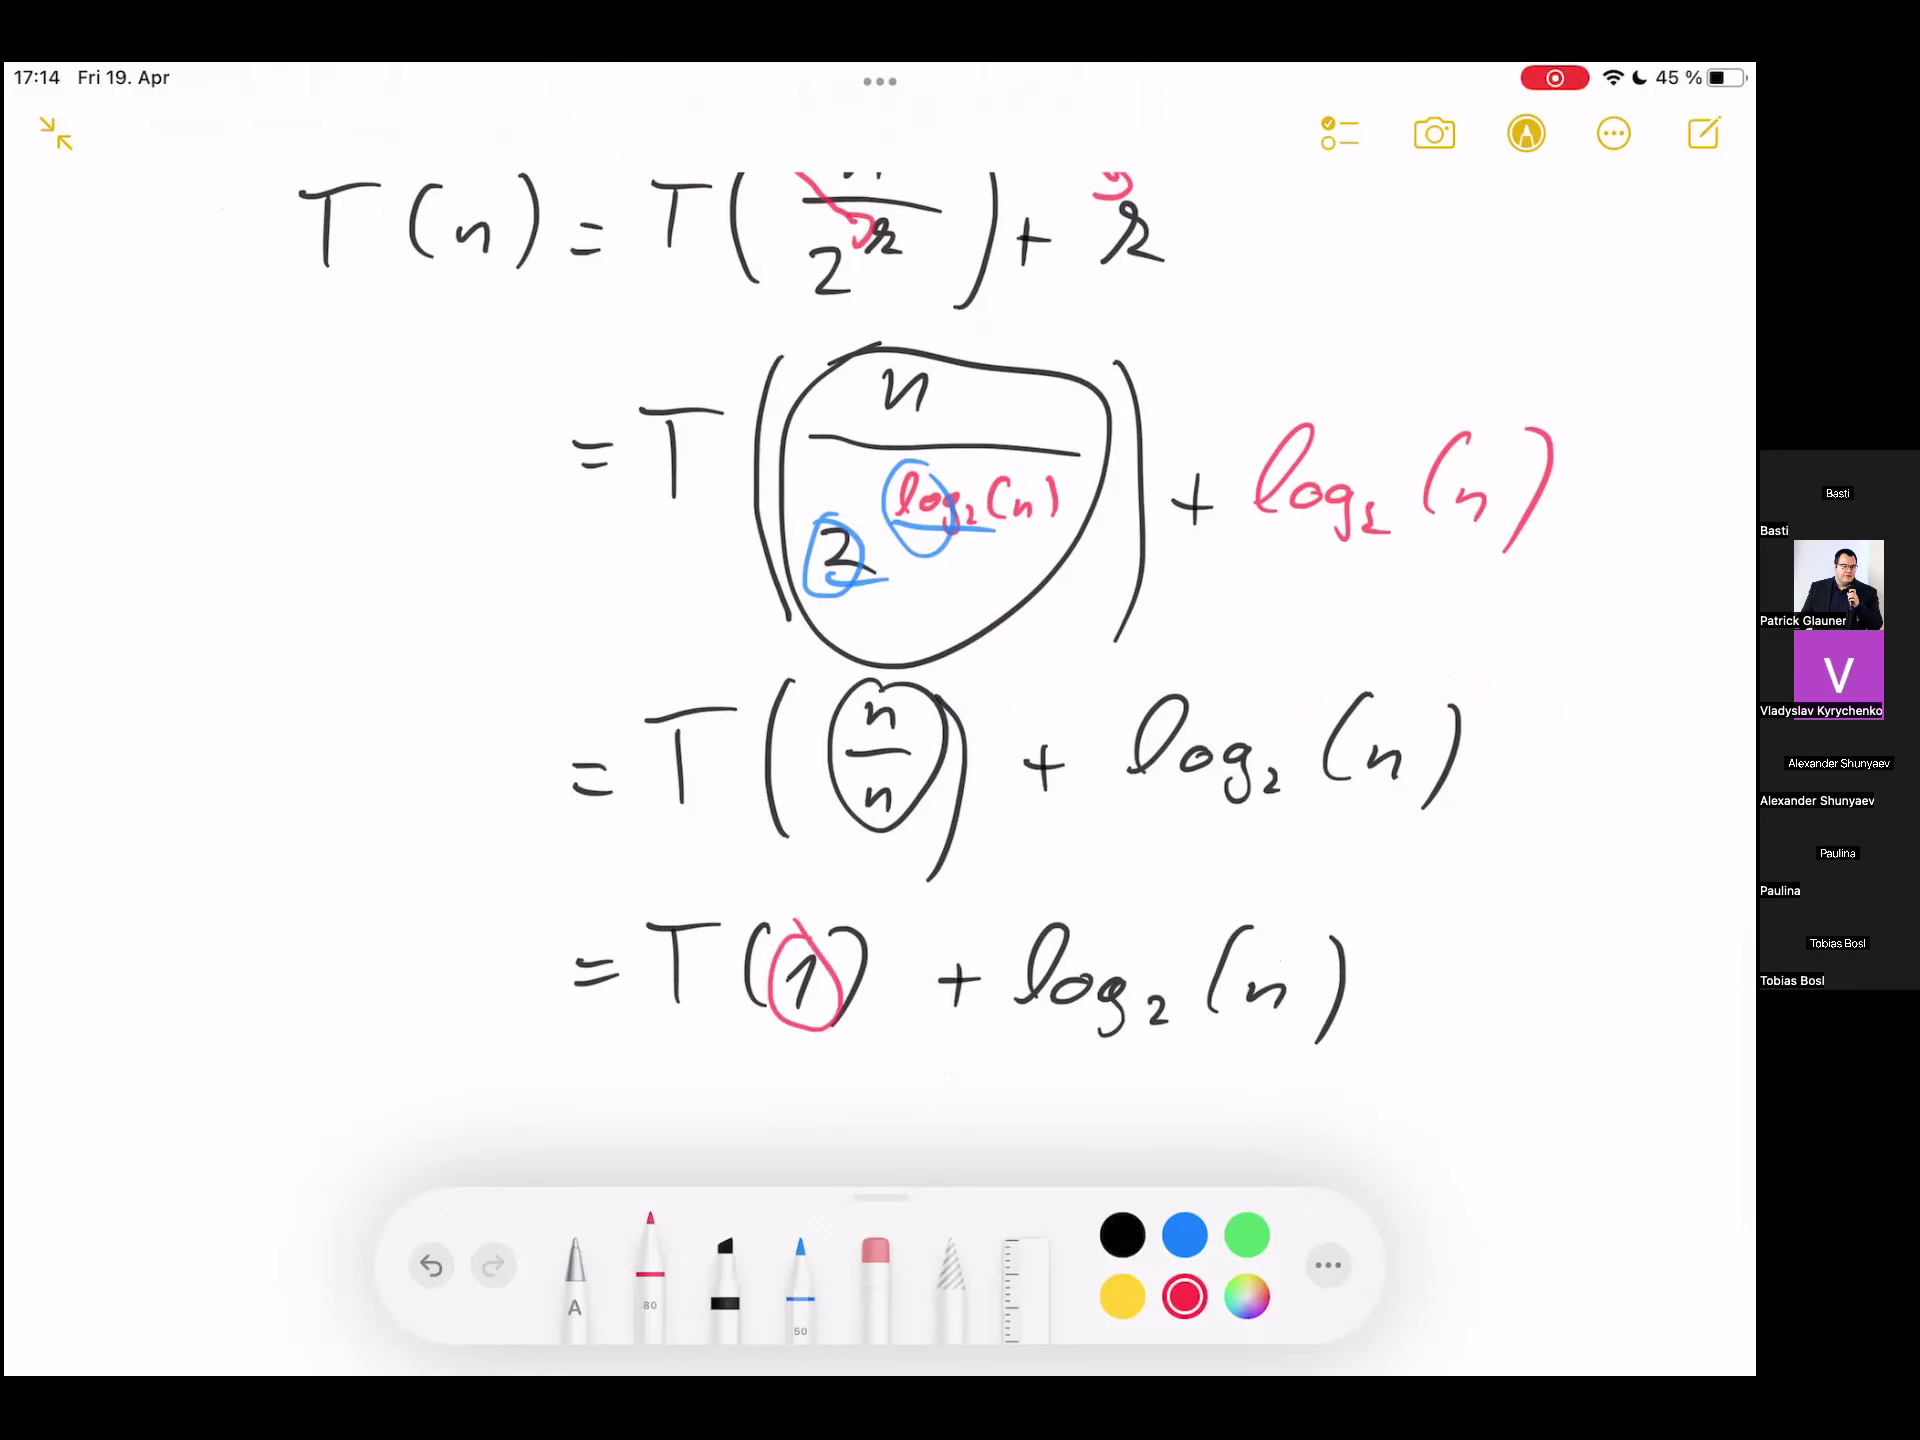 17:14 Fri 19. Apr
45 %
T(n) = T(n/2^k) + k
= T(n/2^log₂(n)) + log₂(n)
= T(n/n) + log₂(n)
= T(1) + log₂(n)
A
80
50
Basti
Basti
Patrick Glauner
V
Vladyslav Kyrychenko
Alexander Shunyaev
Alexander Shunyaev
Paulina
Paulina
Tobias Bosl
Tobias Bosl